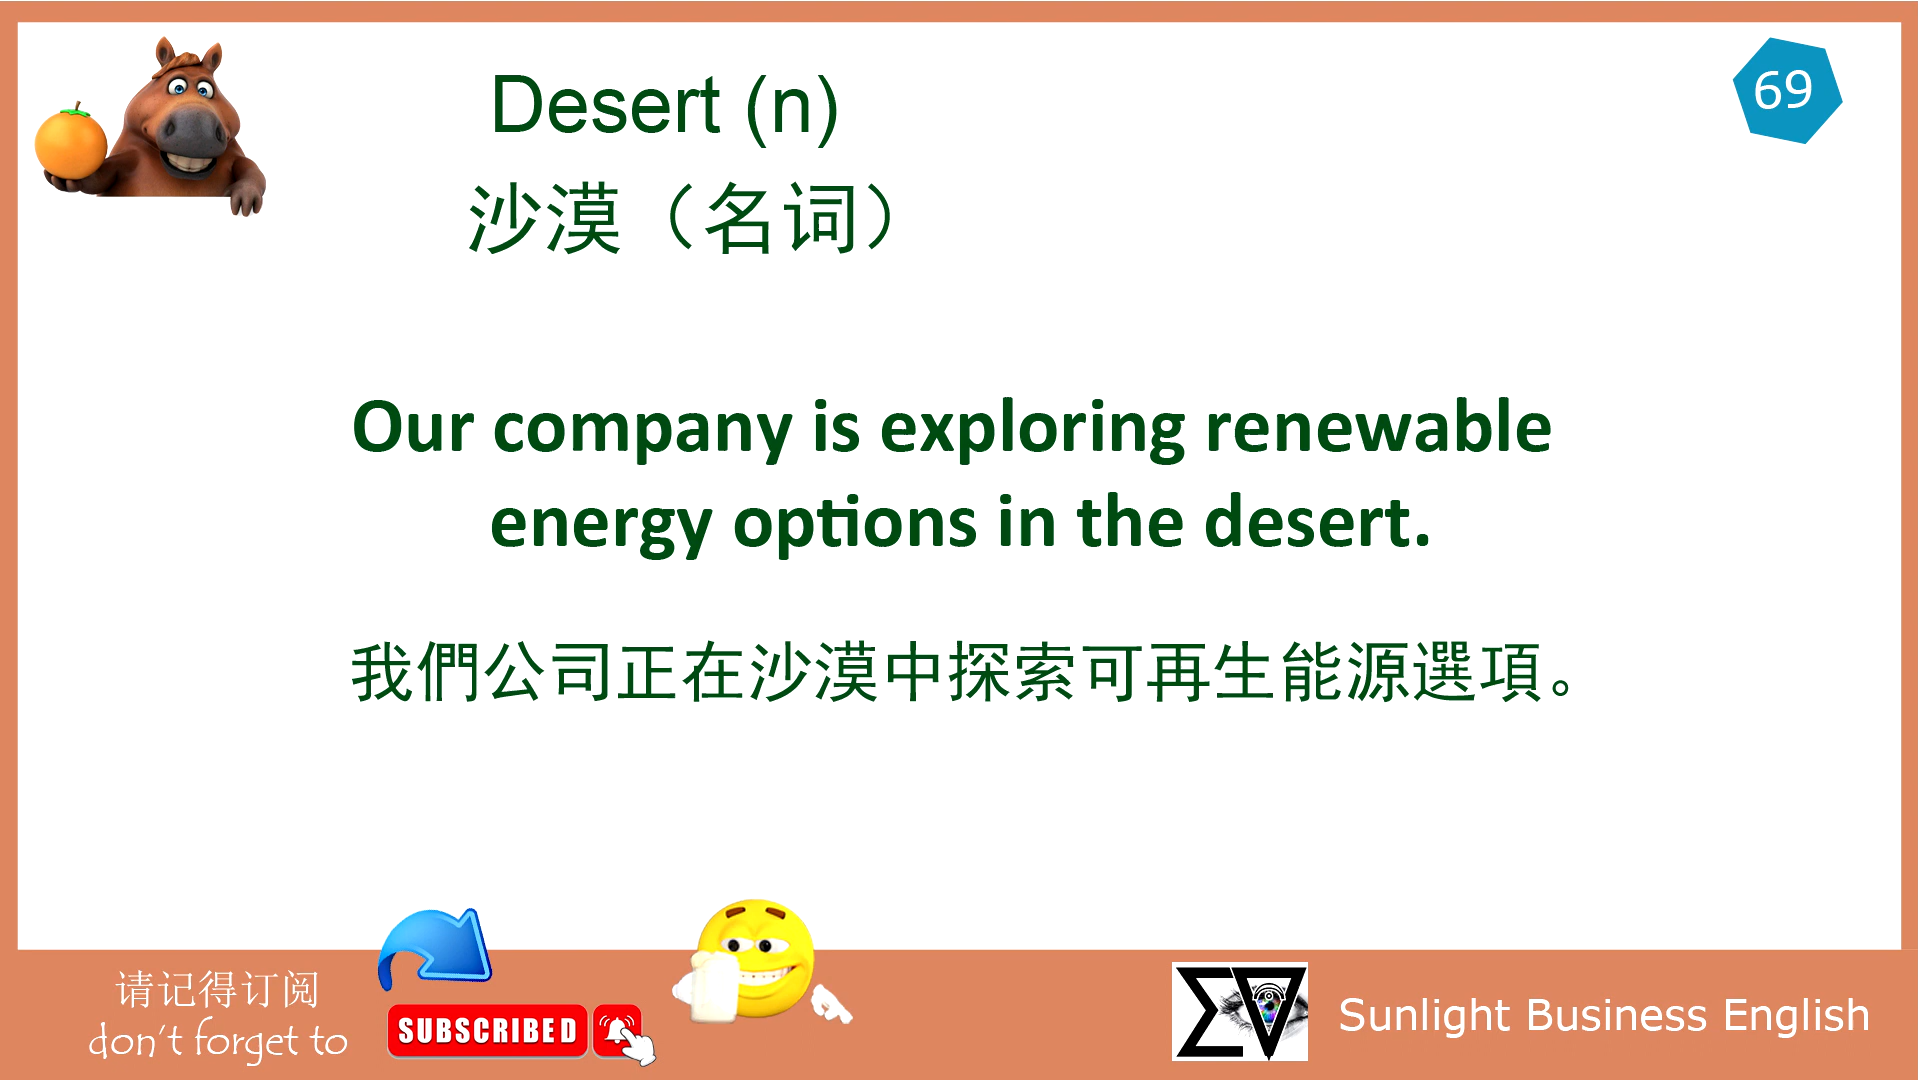 Desert (n)
69
沙漠（名词）
Our company is exploring renewable
energy options in the desert.
我們公司正在沙漠中探索可再生能源選項。
请记得订阅
don't forget to
SUBSCRIBED
Sunlight Business English